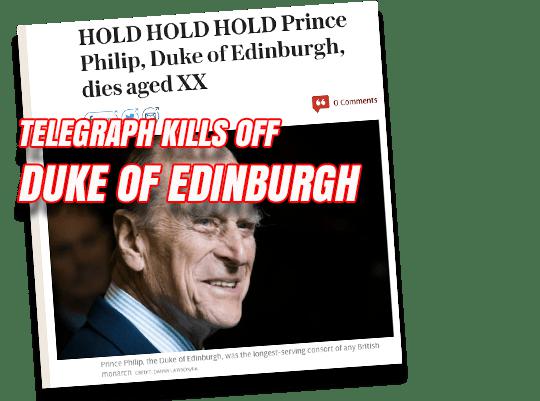 HOLD HOLD HOLD Prince
Philip, Duke of Edinburgh,
dies aged XX
0 Comments
TELEGRAPH KILLS OFF
DUKE OF EDINBURGH
Prince Philip, the Duke of Edinburgh, was the longest-serving consort of any British
monarch